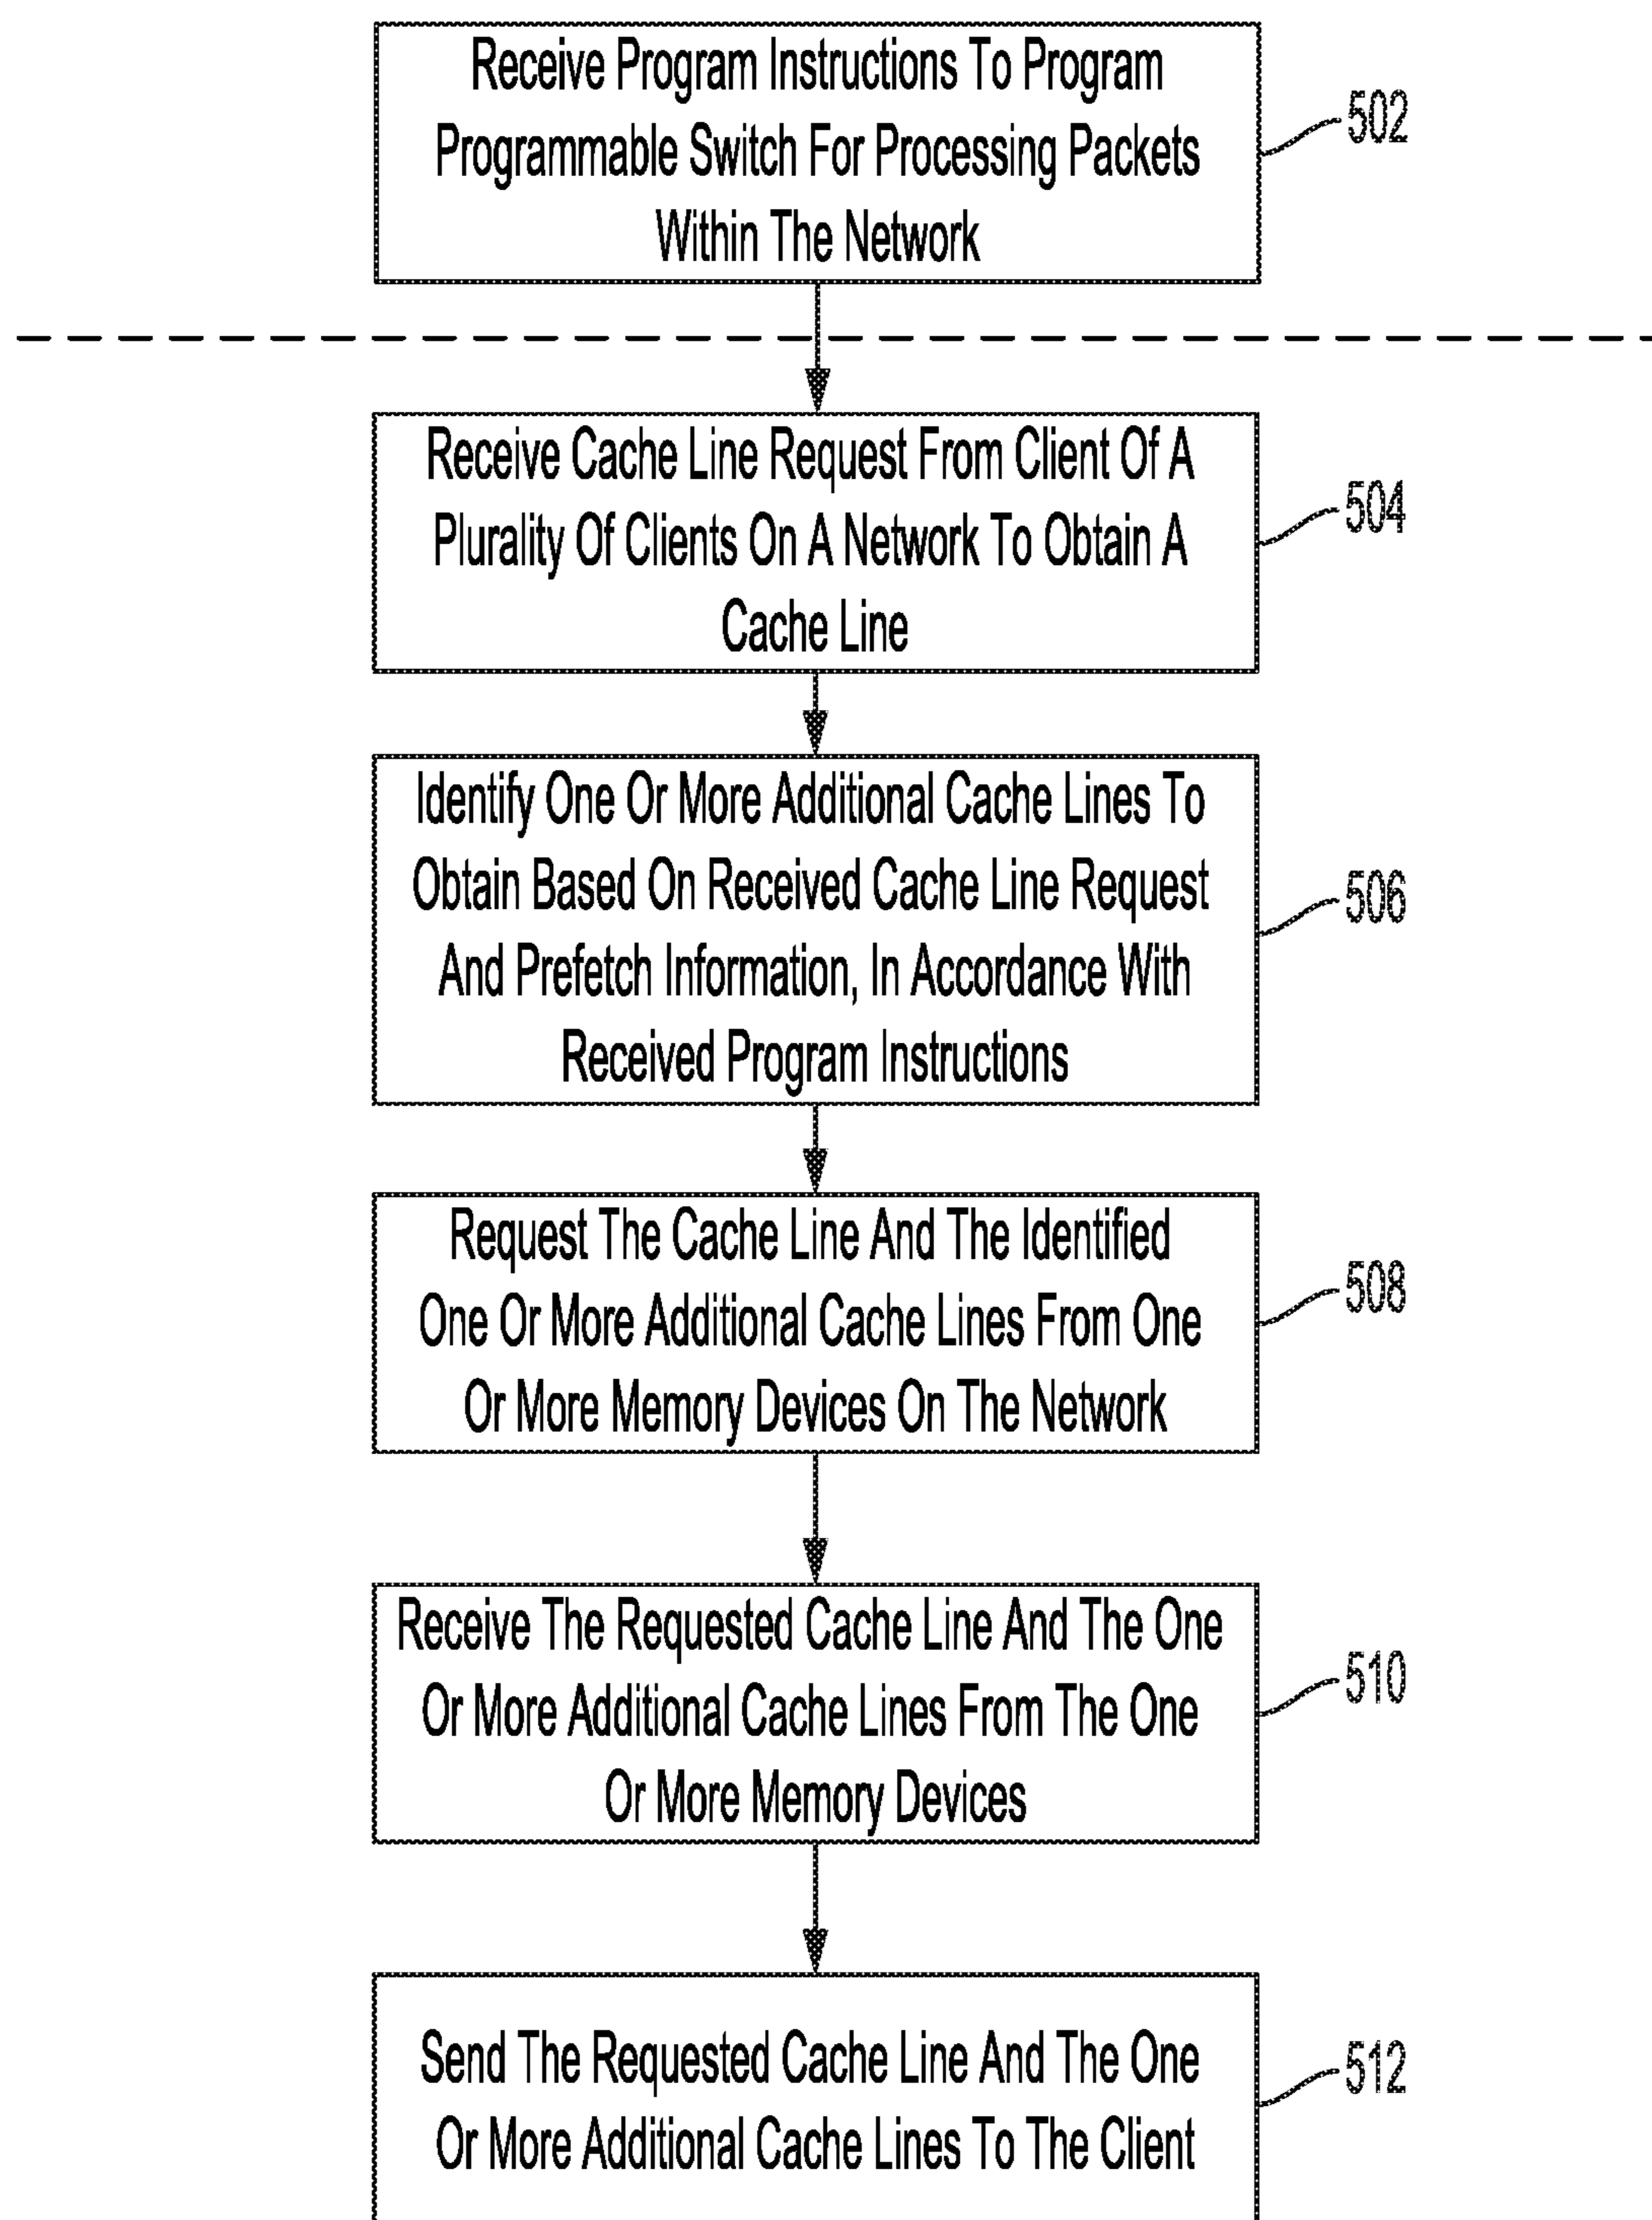 Receive Program Instructions To Program
Programmable Switch For Processing Packets
Within The Network
502
Receive Cache Line Request From Client Of A
Plurality Of Clients On A Network To Obtain A
Cache Line
504
Identify One Or More Additional Cache Lines To
Obtain Based On Received Cache Line Request
And Prefetch Information, In Accordance With
Received Program Instructions
506
Request The Cache Line And The Identified
One Or More Additional Cache Lines From One
Or More Memory Devices On The Network
508
Receive The Requested Cache Line And The One
Or More Additional Cache Lines From The One
Or More Memory Devices
510
Send The Requested Cache Line And The One
Or More Additional Cache Lines To The Client
512